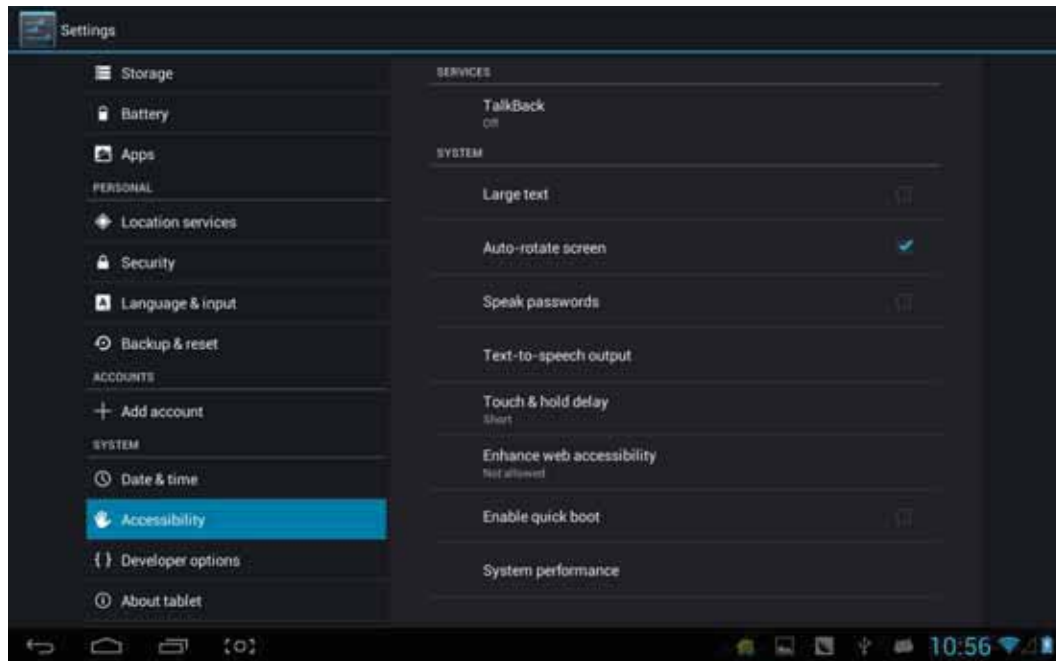 Settings
Storage
Battery
Apps
PERSONAL
Location services
Security
Language & input
Backup & reset
ACCOUNTS
Add account
SYSTEM
Date & time
Accessibility
{ } Developer options
About tablet
SERVICES
TalkBack
Off
SYSTEM
Large text
Auto-rotate screen
Speak passwords
Text-to-speech output
Touch & hold delay
Short
Enhance web accessibility
Not allowed
Enable quick boot
System performance
10:56